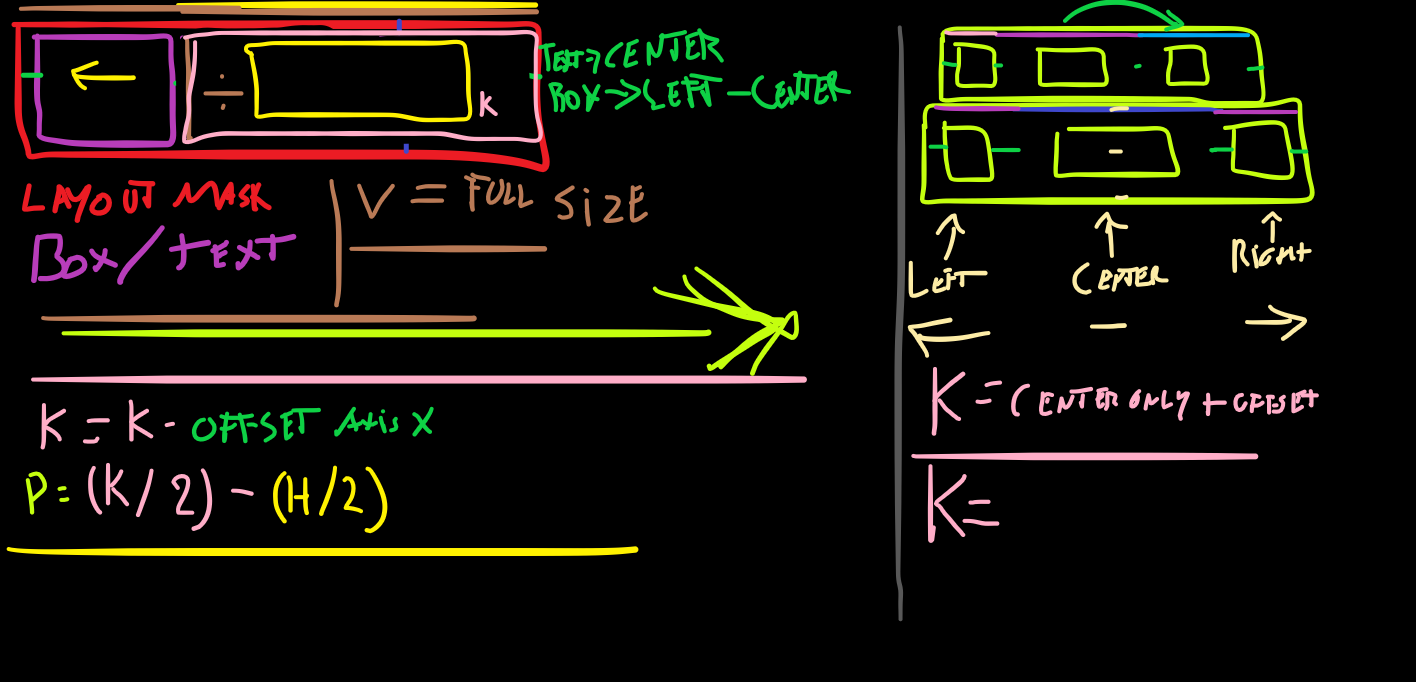 K
TEXT→CENTER
BOX→LEFT-CENTER
LAYOUT MASK
BOX/TEXT
V = FULL SIZE
K = K - OFFSET AXIS X
P = (K/2) - (H/2)
LEFT
CENTER
RIGHT
K = CENTER ONLY + OFFSET
K =